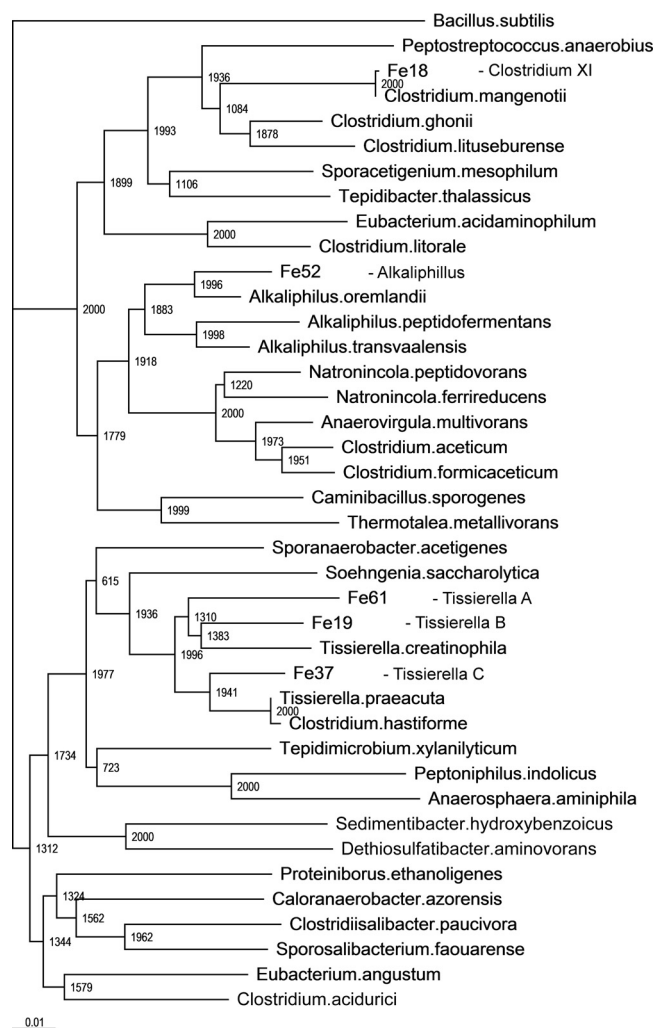 Bacillus.subtilis
Peptostreptococcus.anaerobius
1936
Fe18 - Clostridium XI
2000
Clostridium.mangenotii
1084
Clostridium.ghonii
1993
1878
Clostridium.lituseburense
Sporacetigenium.mesophilum
1899
1106
Tepidibacter.thalassicus
Eubacterium.acidaminophilum
2000
Clostridium.litorale
Fe52 - Alkaliphillus
1996
Alkaliphilus.oremlandii
2000
1883
Alkaliphilus.peptidofermentans
1998
Alkaliphilus.transvaalensis
1918
Natronincola.peptidovorans
1220
Natronincola.ferrireducens
2000
Anaerovirgula.multivorans
1779
1973
Clostridium.aceticum
1951
Clostridium.formicaceticum
Caminibacillus.sporogenes
1999
Thermotalea.metallivorans
Sporanaerobacter.acetigenes
615
Soehngenia.saccharolytica
Fe61 - Tissierella A
1936
1310
Fe19 - Tissierella B
1383
Tissierella.creatinophila
1996
1977
Fe37 - Tissierella C
1941
Tissierella.praeacuta
2000
Clostridium.hastiforme
1734
Tepidimicrobium.xylanilyticum
723
Peptoniphilus.indolicus
2000
Anaerosphaera.aminiphila
Sedimentibacter.hydroxybenzoicus
2000
1312
Dethiosulfatibacter.aminovorans
Proteiniborus.ethanoligenes
1324
Caloranaerobacter.azorensis
1562
Clostridiisalibacter.paucivora
1344
1962
Sporosalibacterium.faouarense
Eubacterium.angustum
1579
Clostridium.acidurici
0.01